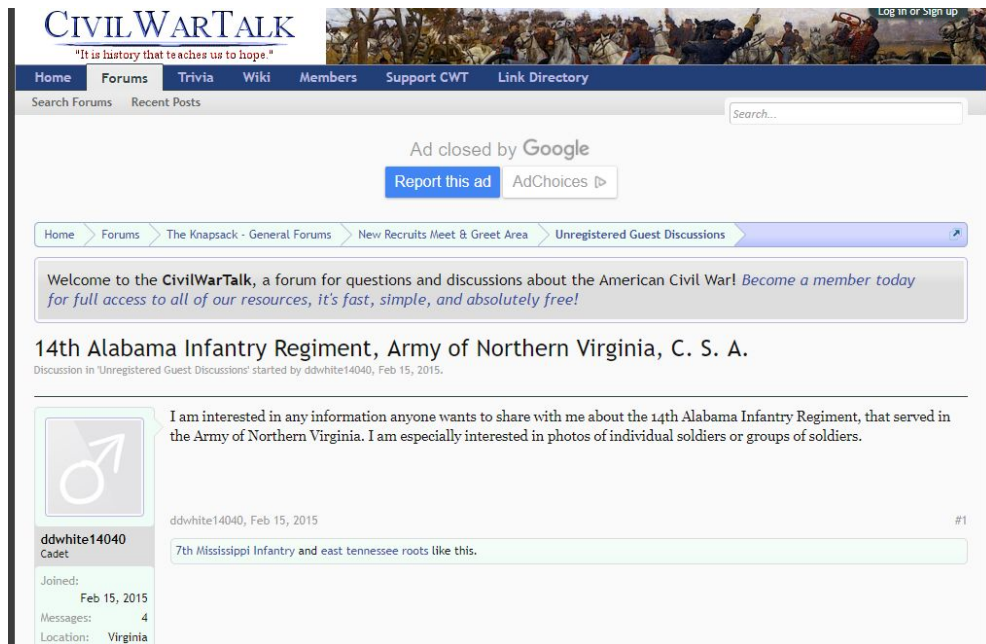 CIVILWARTALK
"It is history that teaches us to hope."
Log in or Sign up
Home Forums Trivia Wiki Members Support CWT Link Directory
Search Forums Recent Posts
Search...
Ad closed by Google
Report this ad AdChoices
Home Forums The Knapsack - General Forums New Recruits Meet & Greet Area Unregistered Guest Discussions
Welcome to the CivilWarTalk, a forum for questions and discussions about the American Civil War! Become a member today
for full access to all of our resources, it's fast, simple, and absolutely free!
14th Alabama Infantry Regiment, Army of Northern Virginia, C. S. A.
Discussion in 'Unregistered Guest Discussions' started by ddwhite14040, Feb 15, 2015.
I am interested in any information anyone wants to share with me about the 14th Alabama Infantry Regiment, that served in
the Army of Northern Virginia. I am especially interested in photos of individual soldiers or groups of soldiers.
ddwhite14040, Feb 15, 2015 #1
7th Mississippi Infantry and east tennessee roots like this.
ddwhite14040
Cadet
Joined:
Feb 15, 2015
Messages: 4
Location: Virginia